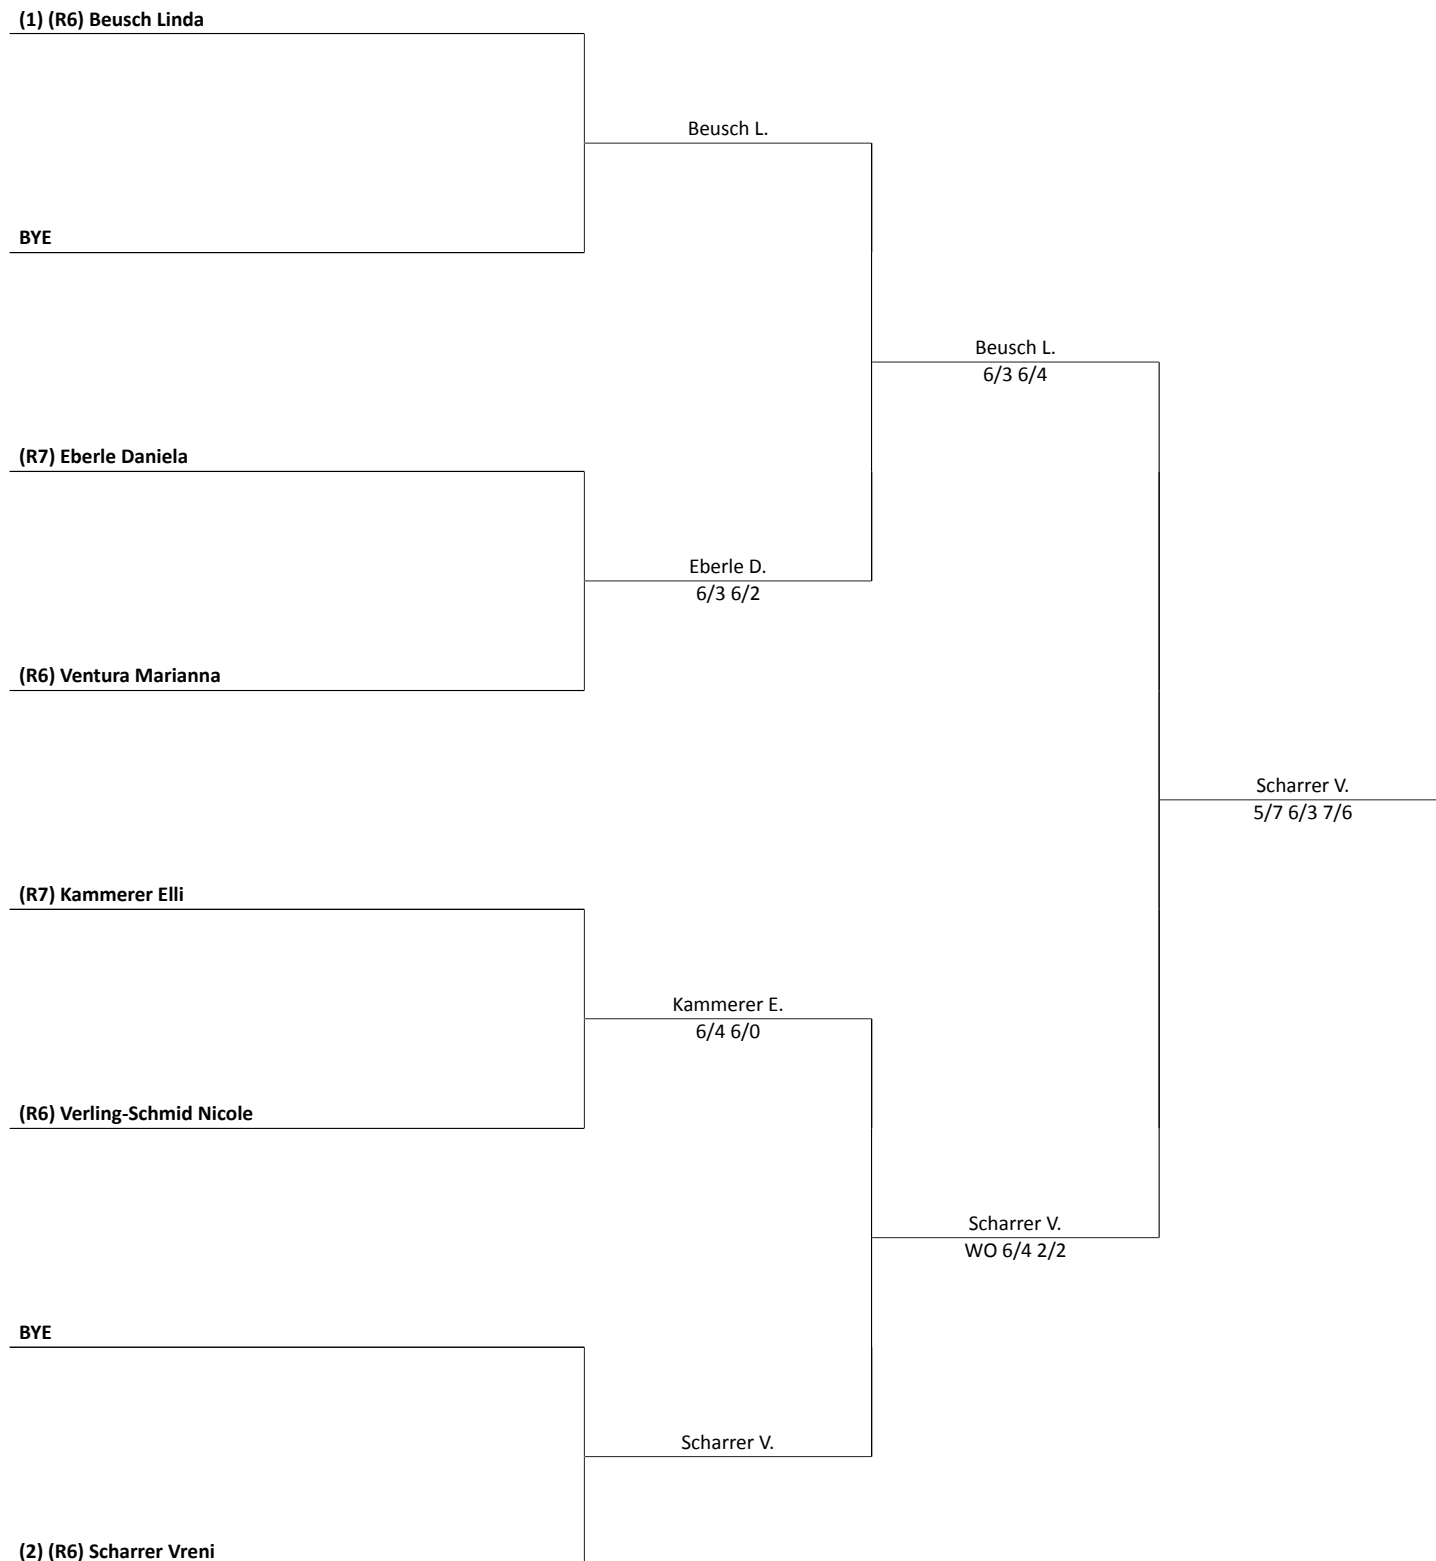 (1) (R6) Beusch Linda
Beusch L.
BYE
Beusch L.
6/3 6/4
(R7) Eberle Daniela
Eberle D.
6/3 6/2
(R6) Ventura Marianna
Scharrer V.
5/7 6/3 7/6
(R7) Kammerer Elli
Kammerer E.
6/4 6/0
(R6) Verling-Schmid Nicole
Scharrer V.
WO 6/4 2/2
BYE
Scharrer V.
(2) (R6) Scharrer Vreni